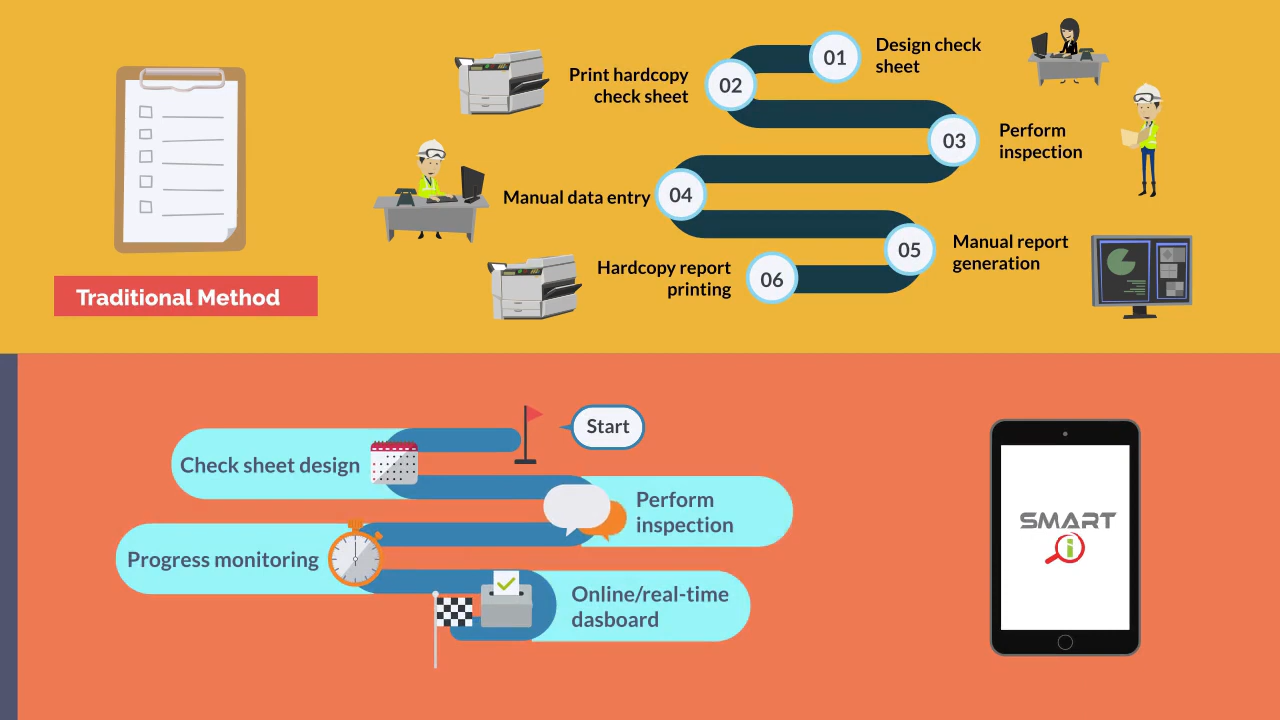 01
Design check
sheet
Print hardcopy
check sheet
02
03
Perform
inspection
Manual data entry
04
05
Manual report
generation
Hardcopy report
printing
06
Traditional Method
Start
Check sheet design
Perform
inspection
Progress monitoring
Online/real-time
dasboard
SMART
i